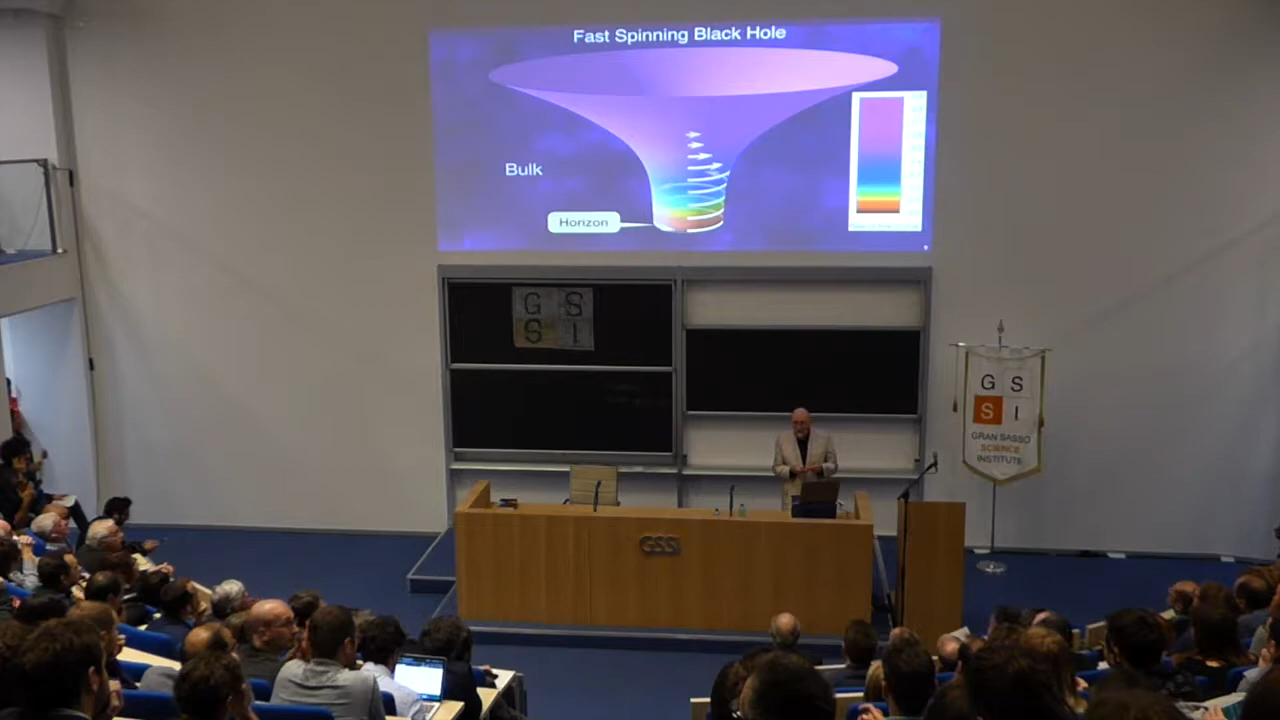 Fast Spinning Black Hole
Bulk
Horizon
G S
S I
G S
S I
GRAN SASSO
SCIENCE
INSTITUTE
GSSI